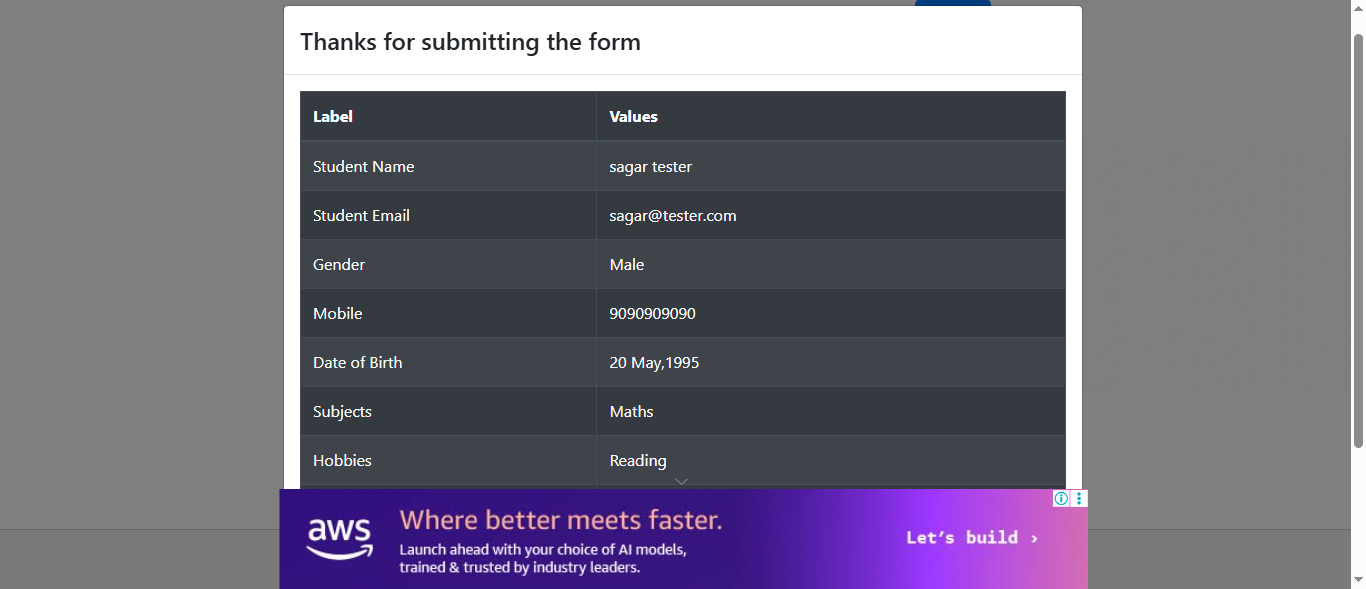 Thanks for submitting the form
Label Values
Student Name sagar tester
Student Email sagar@tester.com
Gender Male
Mobile 9090909090
Date of Birth 20 May,1995
Subjects Maths
Hobbies Reading
aws
Where better meets faster.
Launch ahead with your choice of AI models,
trained & trusted by industry leaders.
Let's build ›